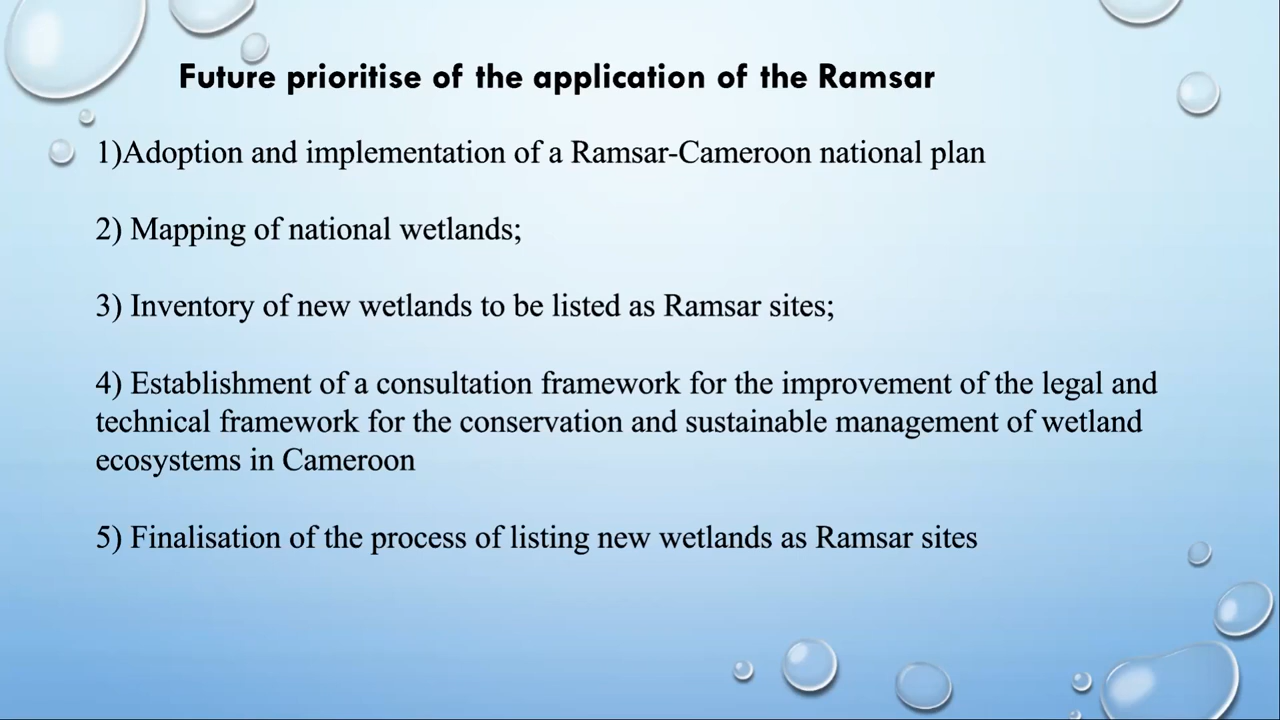 Future prioritise of the application of the Ramsar
1)Adoption and implementation of a Ramsar-Cameroon national plan
2) Mapping of national wetlands;
3) Inventory of new wetlands to be listed as Ramsar sites;
4) Establishment of a consultation framework for the improvement of the legal and
technical framework for the conservation and sustainable management of wetland
ecosystems in Cameroon
5) Finalisation of the process of listing new wetlands as Ramsar sites